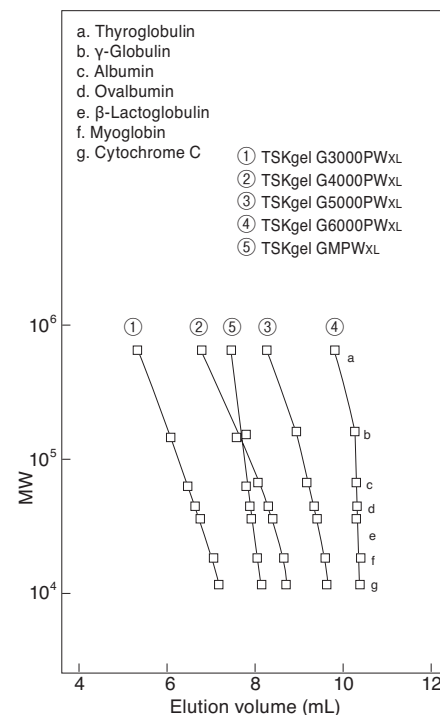 a. Thyroglobulin
b. γ-Globulin
c. Albumin
d. Ovalbumin
e. β-Lactoglobulin
f. Myoglobin
g. Cytochrome C
① TSKgel G3000PWXL
② TSKgel G4000PWXL
③ TSKgel G5000PWXL
④ TSKgel G6000PWXL
⑤ TSKgel GMPWXL
10⁶
① ② ⑤ ③ ④
a
b
10⁵
c
d
e
f
10⁴
g
MW
4 6 8 10 12
Elution volume (mL)